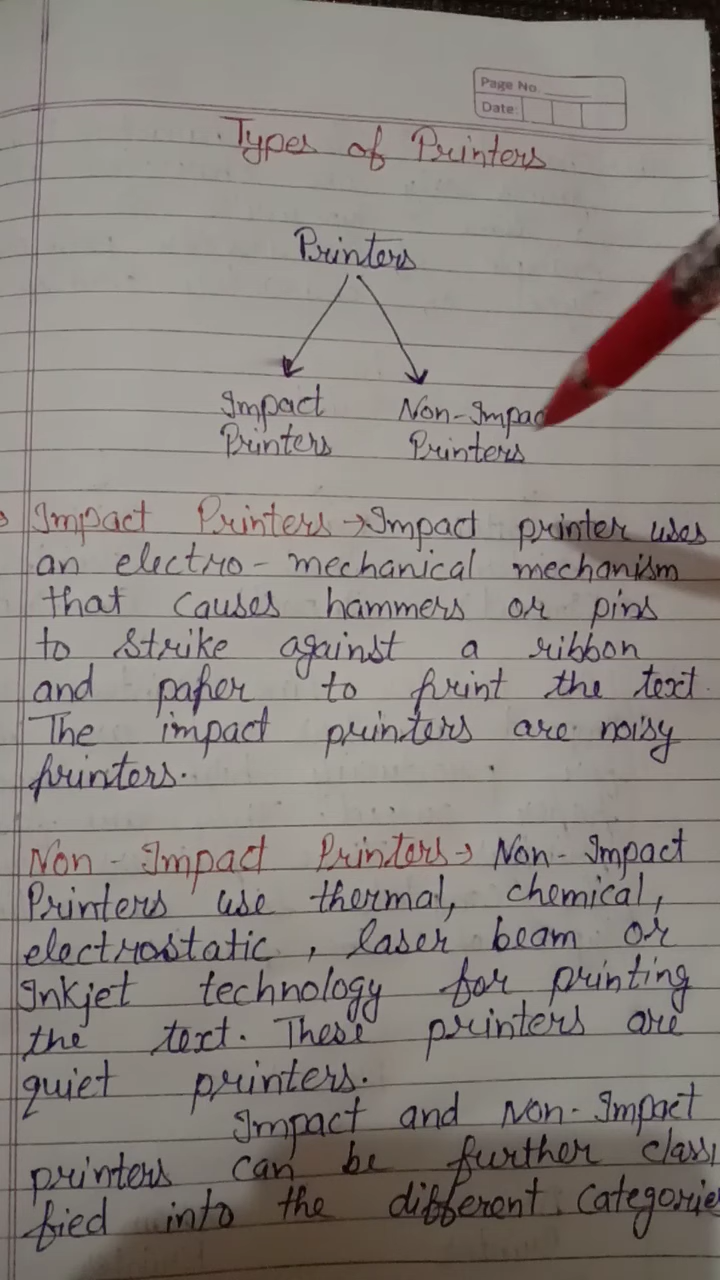 Page No.
Date:
Types of Printers
Printers
Impact Non-Impac
Printers Printers
Impact Printers → Impact printer uses
an electro-mechanical mechanism
that causes hammers or pins
to strike against a ribbon
and paper to print the text.
The impact printers are noisy
printers.
Non-Impact Printers → Non-Impact
Printers use thermal, chemical,
electrostatic, laser beam or
Inkjet technology for printing
the text. These printers are
quiet printers.
Impact and Non-Impact
printers can be further classi
fied into the different categorie